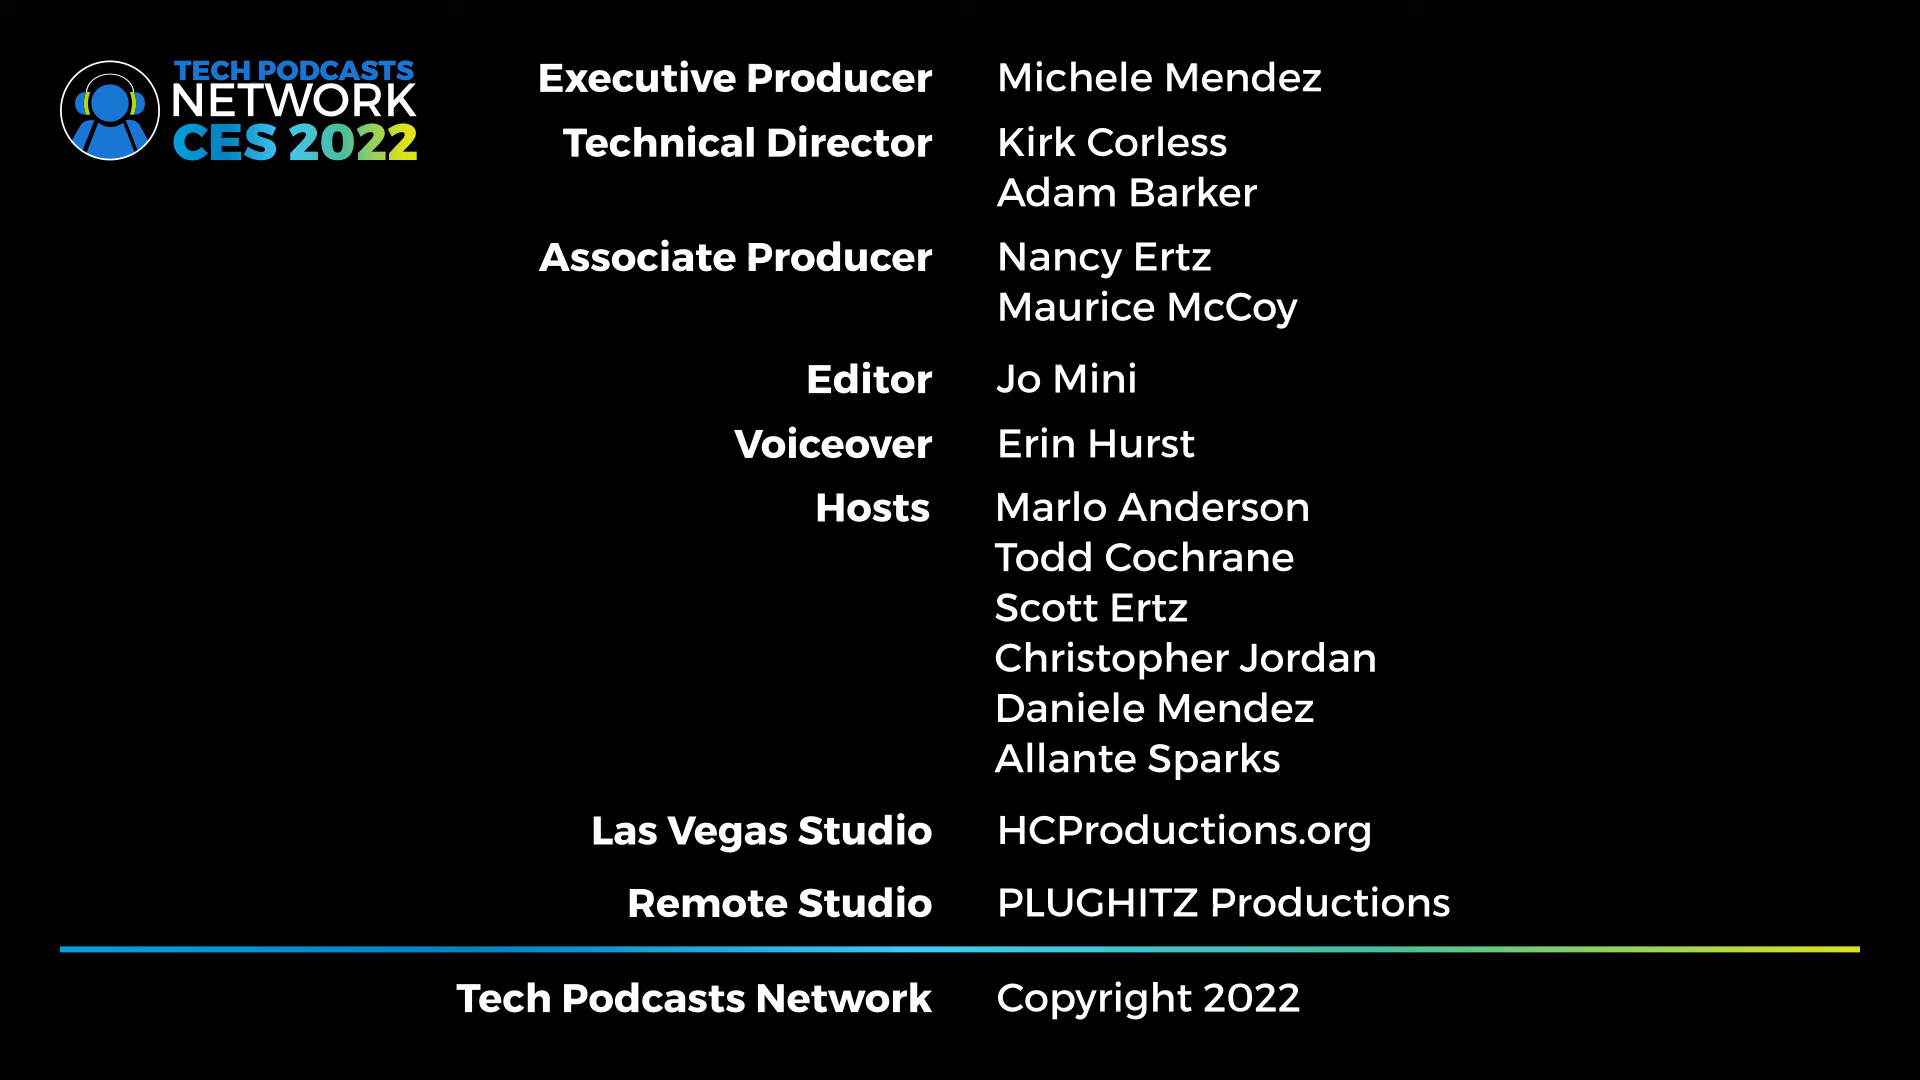 TECH PODCASTS
NETWORK
CES 2022
Executive Producer Michele Mendez
Technical Director Kirk Corless
Adam Barker
Associate Producer Nancy Ertz
Maurice McCoy
Editor Jo Mini
Voiceover Erin Hurst
Hosts Marlo Anderson
Todd Cochrane
Scott Ertz
Christopher Jordan
Daniele Mendez
Allante Sparks
Las Vegas Studio HCProductions.org
Remote Studio PLUGHITZ Productions
Tech Podcasts Network Copyright 2022